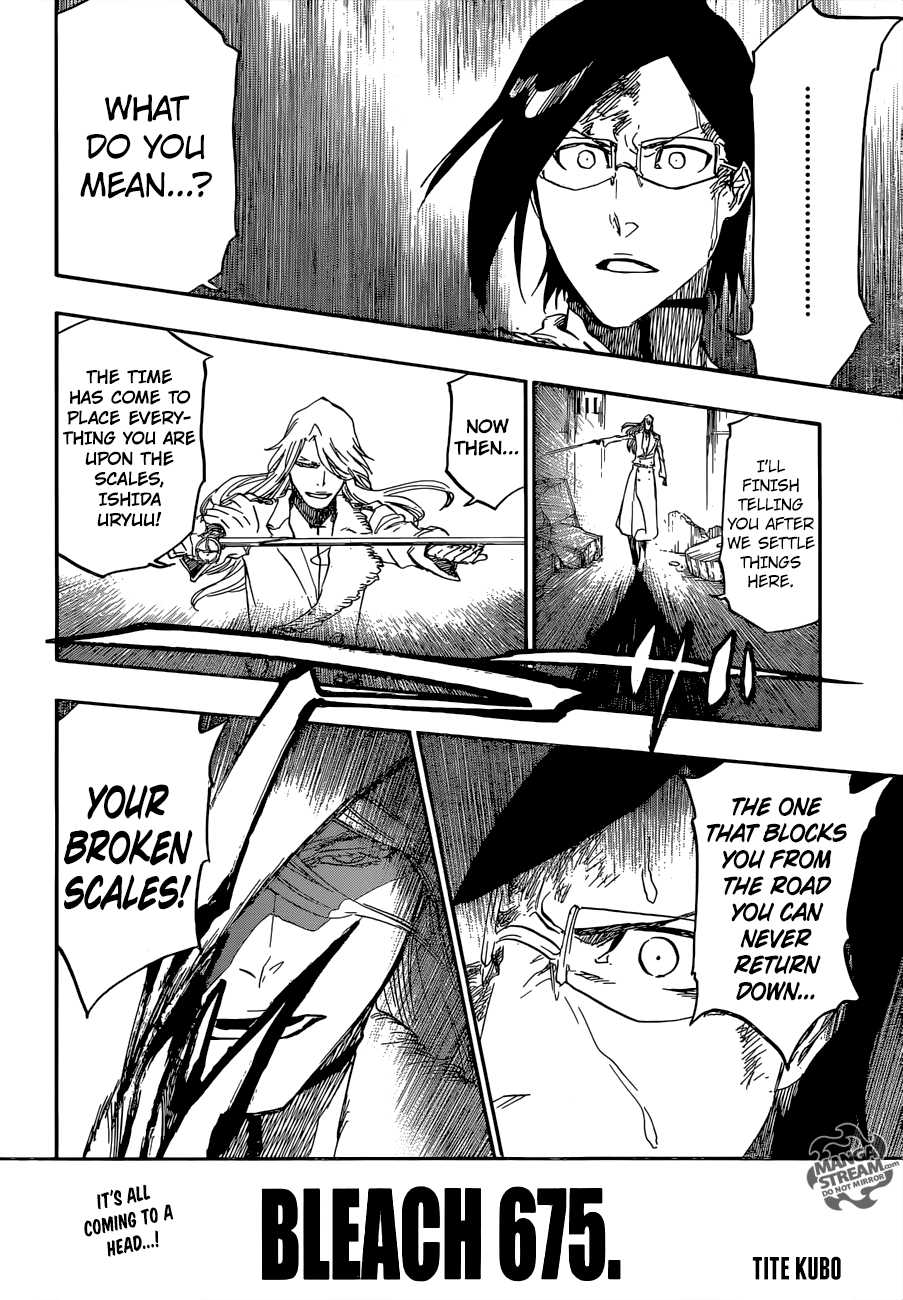 ..........
WHAT
DO YOU
MEAN...?
I'LL
FINISH
TELLING
YOU AFTER
WE SETTLE
THINGS
HERE.
NOW
THEN...
THE TIME
HAS COME TO
PLACE EVERY-
THING YOU ARE
UPON THE
SCALES,
ISHIDA
URYUU!
THE ONE
THAT BLOCKS
YOU FROM
THE ROAD
YOU CAN
NEVER
RETURN
DOWN...
YOUR
BROKEN
SCALES!
MANGA
STREAM.com
DO NOT MIRROR
IT'S ALL
COMING TO A
HEAD...!
BLEACH 675.
TITE KUBO